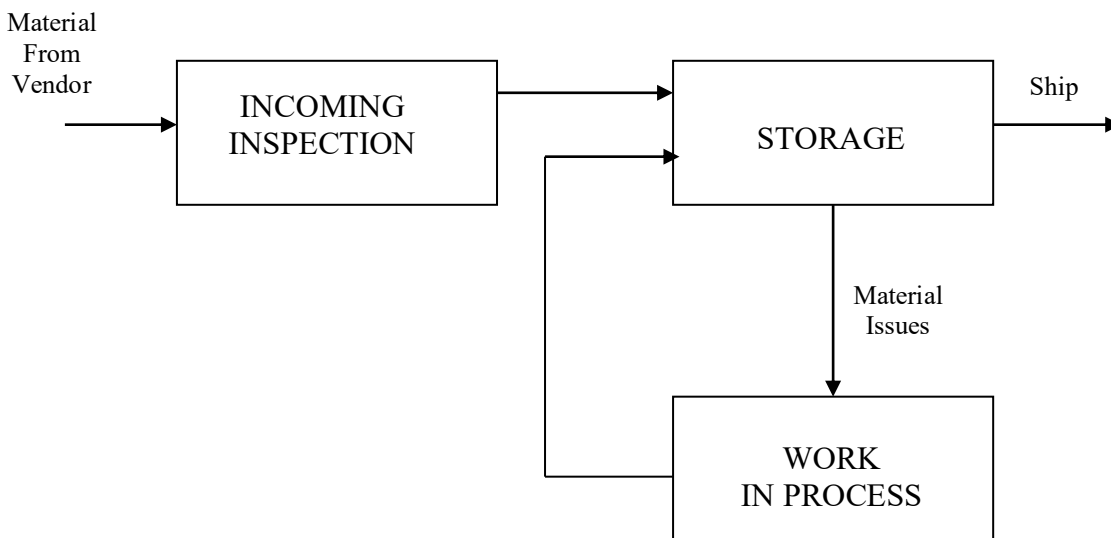 Material
From
Vendor
INCOMING
INSPECTION
STORAGE
Ship
Material
Issues
WORK
IN PROCESS